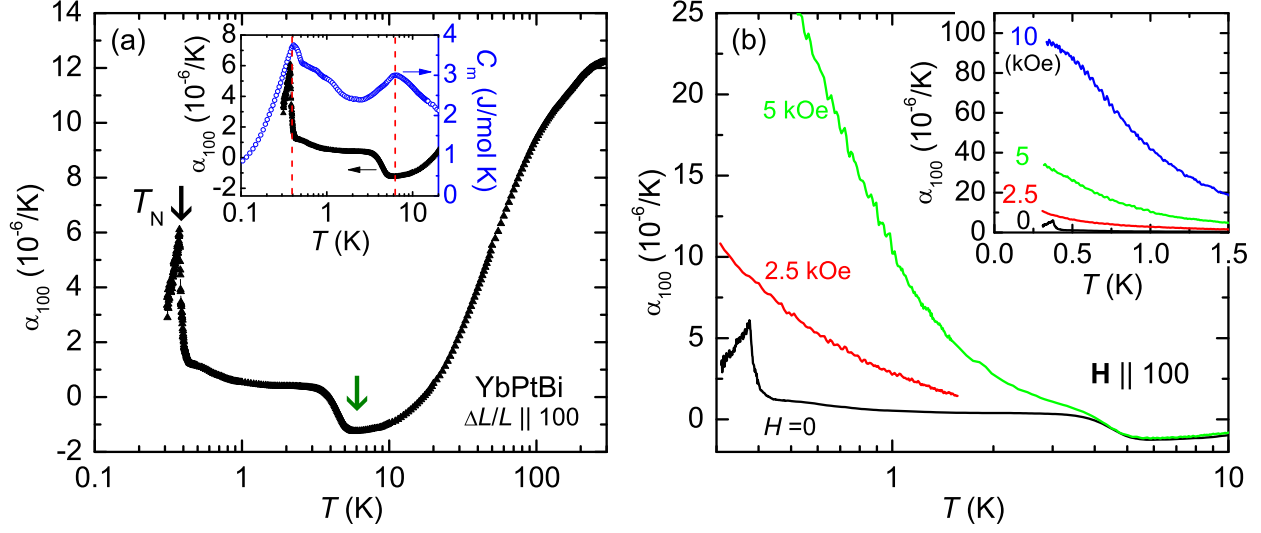 (a)
α₁₀₀ (10⁻⁶/K)
14
12
10
8
6
4
2
0
-2
0.1
1
10
100
T (K)
T_N
YbPtBi
ΔL/L || 100
α₁₀₀ (10⁻⁶/K)
8
6
4
2
0
-2
0.1
1
10
T (K)
4
3
2
1
0
C_m (J/mol K)
(b)
α₁₀₀ (10⁻⁶/K)
25
20
15
10
5
0
1
10
T (K)
5 kOe
2.5 kOe
H =0
H || 100
α₁₀₀ (10⁻⁶/K)
100
80
60
40
20
0
0.0
0.5
1.0
1.5
T (K)
10
(kOe)
5
2.5
0